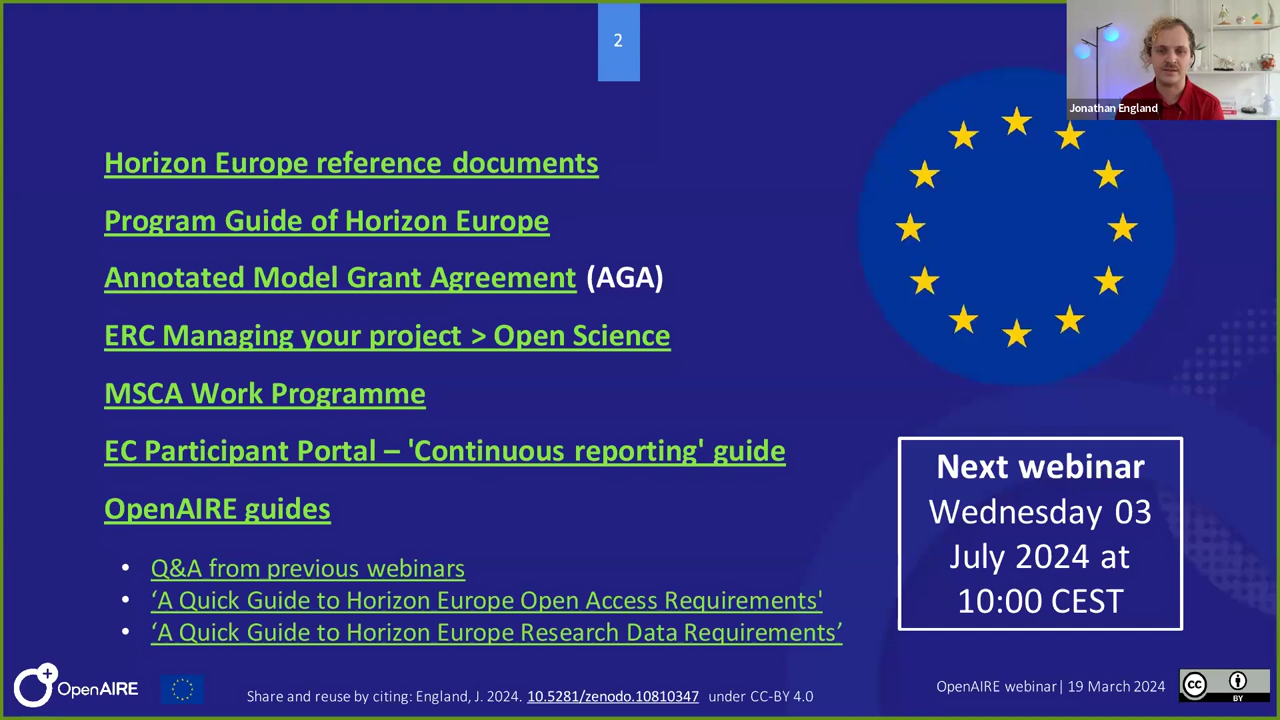 2
Jonathan England
Horizon Europe reference documents
Program Guide of Horizon Europe
Annotated Model Grant Agreement (AGA)
ERC Managing your project > Open Science
MSCA Work Programme
EC Participant Portal – 'Continuous reporting' guide
OpenAIRE guides
• Q&A from previous webinars
• ‘A Quick Guide to Horizon Europe Open Access Requirements'
• ‘A Quick Guide to Horizon Europe Research Data Requirements’
Next webinar
Wednesday 03
July 2024 at
10:00 CEST
OpenAIRE
Share and reuse by citing: England, J. 2024. 10.5281/zenodo.10810347 under CC-BY 4.0
OpenAIRE webinar| 19 March 2024
cc
BY